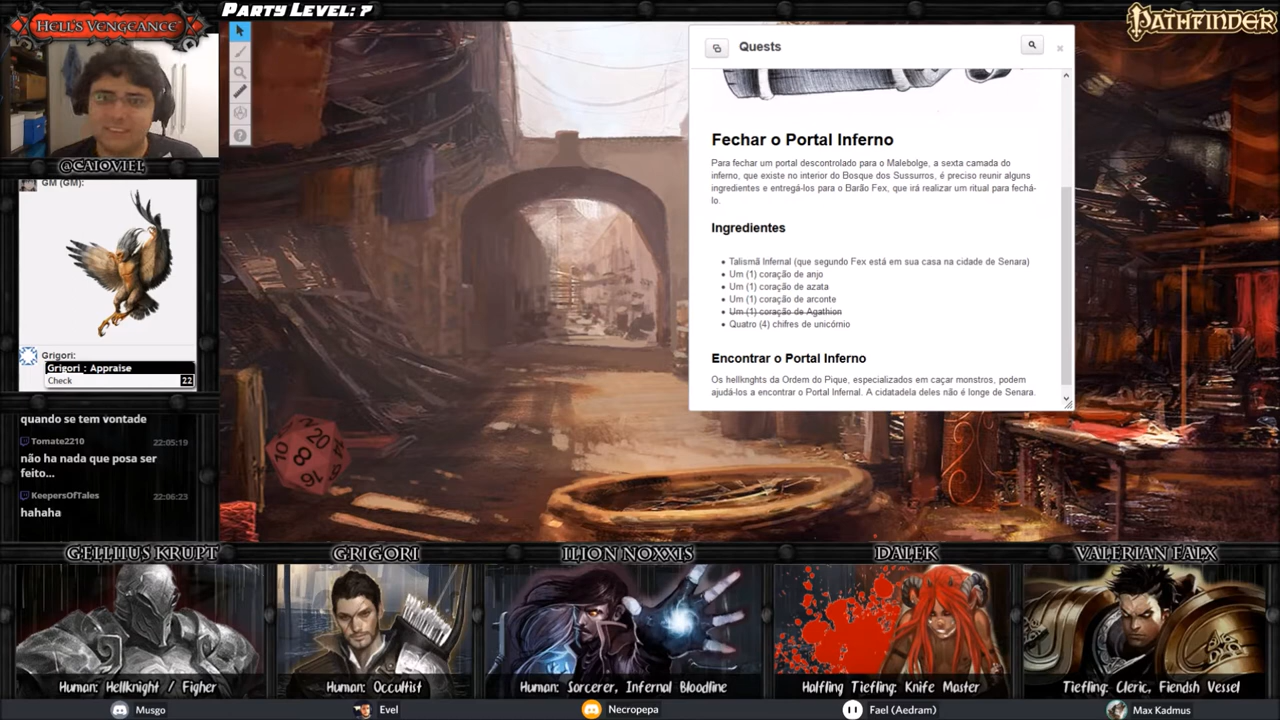 HELL'S VENGEANCE
PARTY LEVEL: 7
PATHFINDER
@CAIOVIEL
GM (GM):
Grigori:
Grigori : Appraise
Check 22
quando se tem vontade
Tomate2210 22:05:19
não ha nada que posa ser
feito...
KeepersOfTales 22:06:23
hahaha
Quests
Fechar o Portal Inferno
Para fechar um portal descontrolado para o Malebolge, a sexta camada do
inferno, que existe no interior do Bosque dos Sussurros, é preciso reunir alguns
ingredientes e entregá-los para o Barão Fex, que irá realizar um ritual para fechá-
lo.
Ingredientes
Talismã Infernal (que segundo Fex está em sua casa na cidade de Senara)
Um (1) coração de anjo
Um (1) coração de azata
Um (1) coração de arconte
Um (1) coração de Agathion
Quatro (4) chifres de unicórnio
Encontrar o Portal Inferno
Os hellknghts da Ordem do Pique, especializados em caçar monstros, podem
ajudá-los a encontrar o Portal Infernal. A cidatadela deles não é longe de Senara.
20
8
16
10
GELLIUS KRUPT
GRIGORI
ILION NOXXIS
DALEK
VALERIAN FALX
Human: Hellknight / Figher
Human: Occultist
Human: Sorcerer, Infernal Bloodline
Halfling Tiefling: Knife Master
Tiefling: Cleric, Fiendsh Vessel
Musgo
Evel
Necropepa
Fael (Aedram)
Max Kadmus